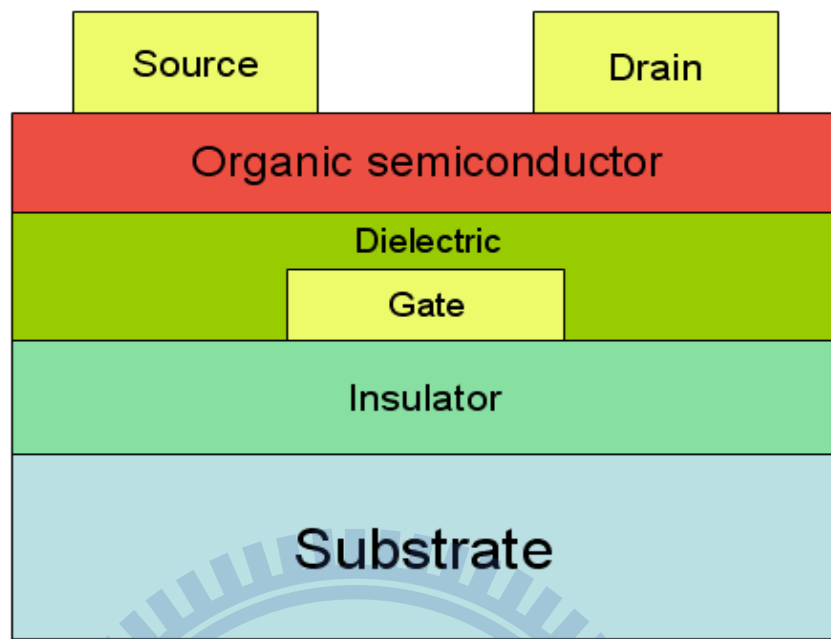 Source
Drain
Organic semiconductor
Dielectric
Gate
Insulator
Substrate